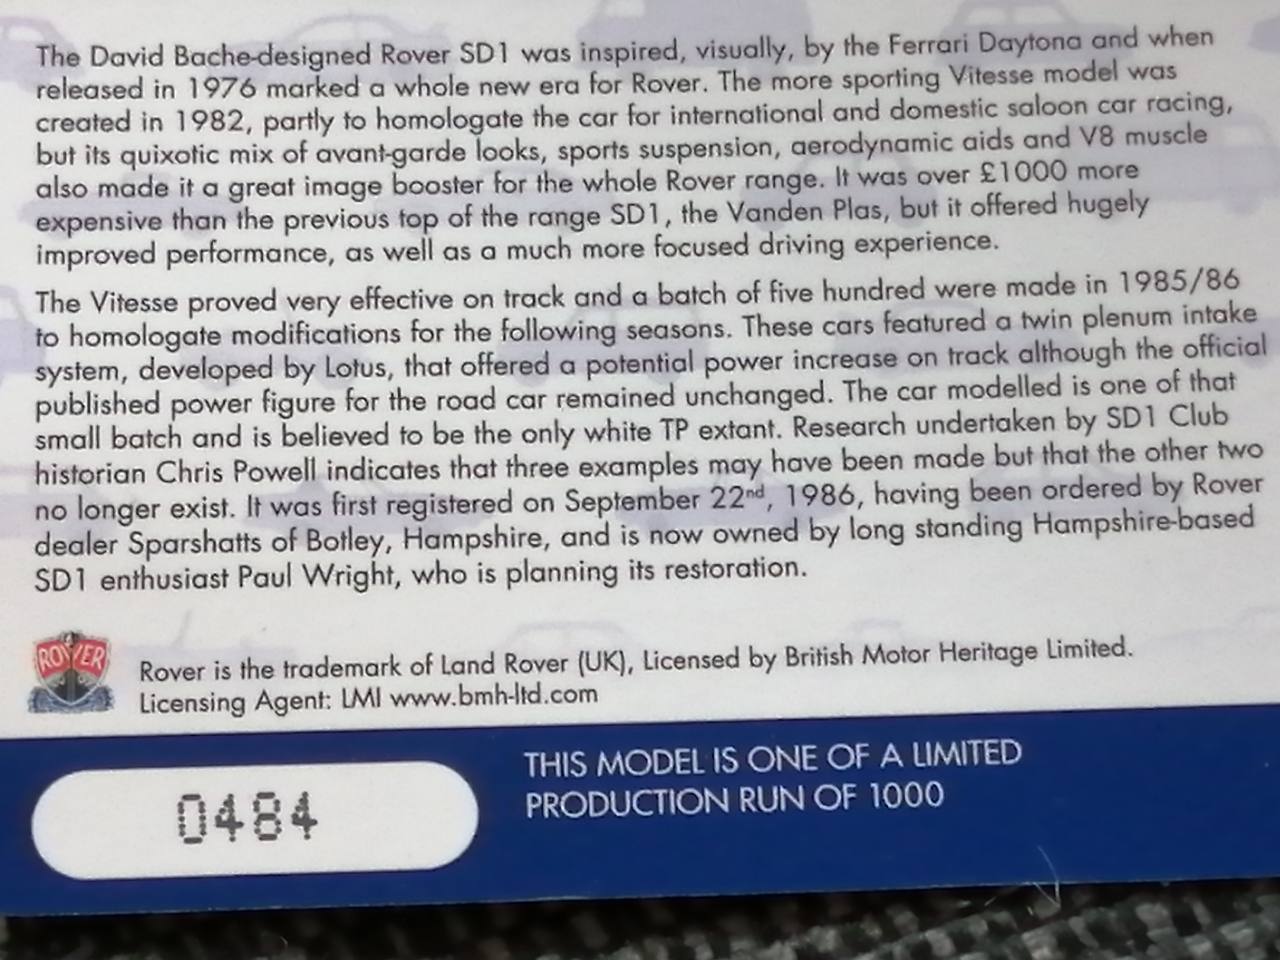 The David Bache-designed Rover SD1 was inspired, visually, by the Ferrari Daytona and when
released in 1976 marked a whole new era for Rover. The more sporting Vitesse model was
created in 1982, partly to homologate the car for international and domestic saloon car racing,
but its quixotic mix of avant-garde looks, sports suspension, aerodynamic aids and V8 muscle
also made it a great image booster for the whole Rover range. It was over £1000 more
expensive than the previous top of the range SD1, the Vanden Plas, but it offered hugely
improved performance, as well as a much more focused driving experience.
The Vitesse proved very effective on track and a batch of five hundred were made in 1985/86
to homologate modifications for the following seasons. These cars featured a twin plenum intake
system, developed by Lotus, that offered a potential power increase on track although the official
published power figure for the road car remained unchanged. The car modelled is one of that
small batch and is believed to be the only white TP extant. Research undertaken by SD1 Club
historian Chris Powell indicates that three examples may have been made but that the other two
no longer exist. It was first registered on September 22nd, 1986, having been ordered by Rover
dealer Sparshatts of Botley, Hampshire, and is now owned by long standing Hampshire-based
SD1 enthusiast Paul Wright, who is planning its restoration.
ROVER
Rover is the trademark of Land Rover (UK), Licensed by British Motor Heritage Limited.
Licensing Agent: LMI www.bmh-ltd.com
0484
THIS MODEL IS ONE OF A LIMITED
PRODUCTION RUN OF 1000